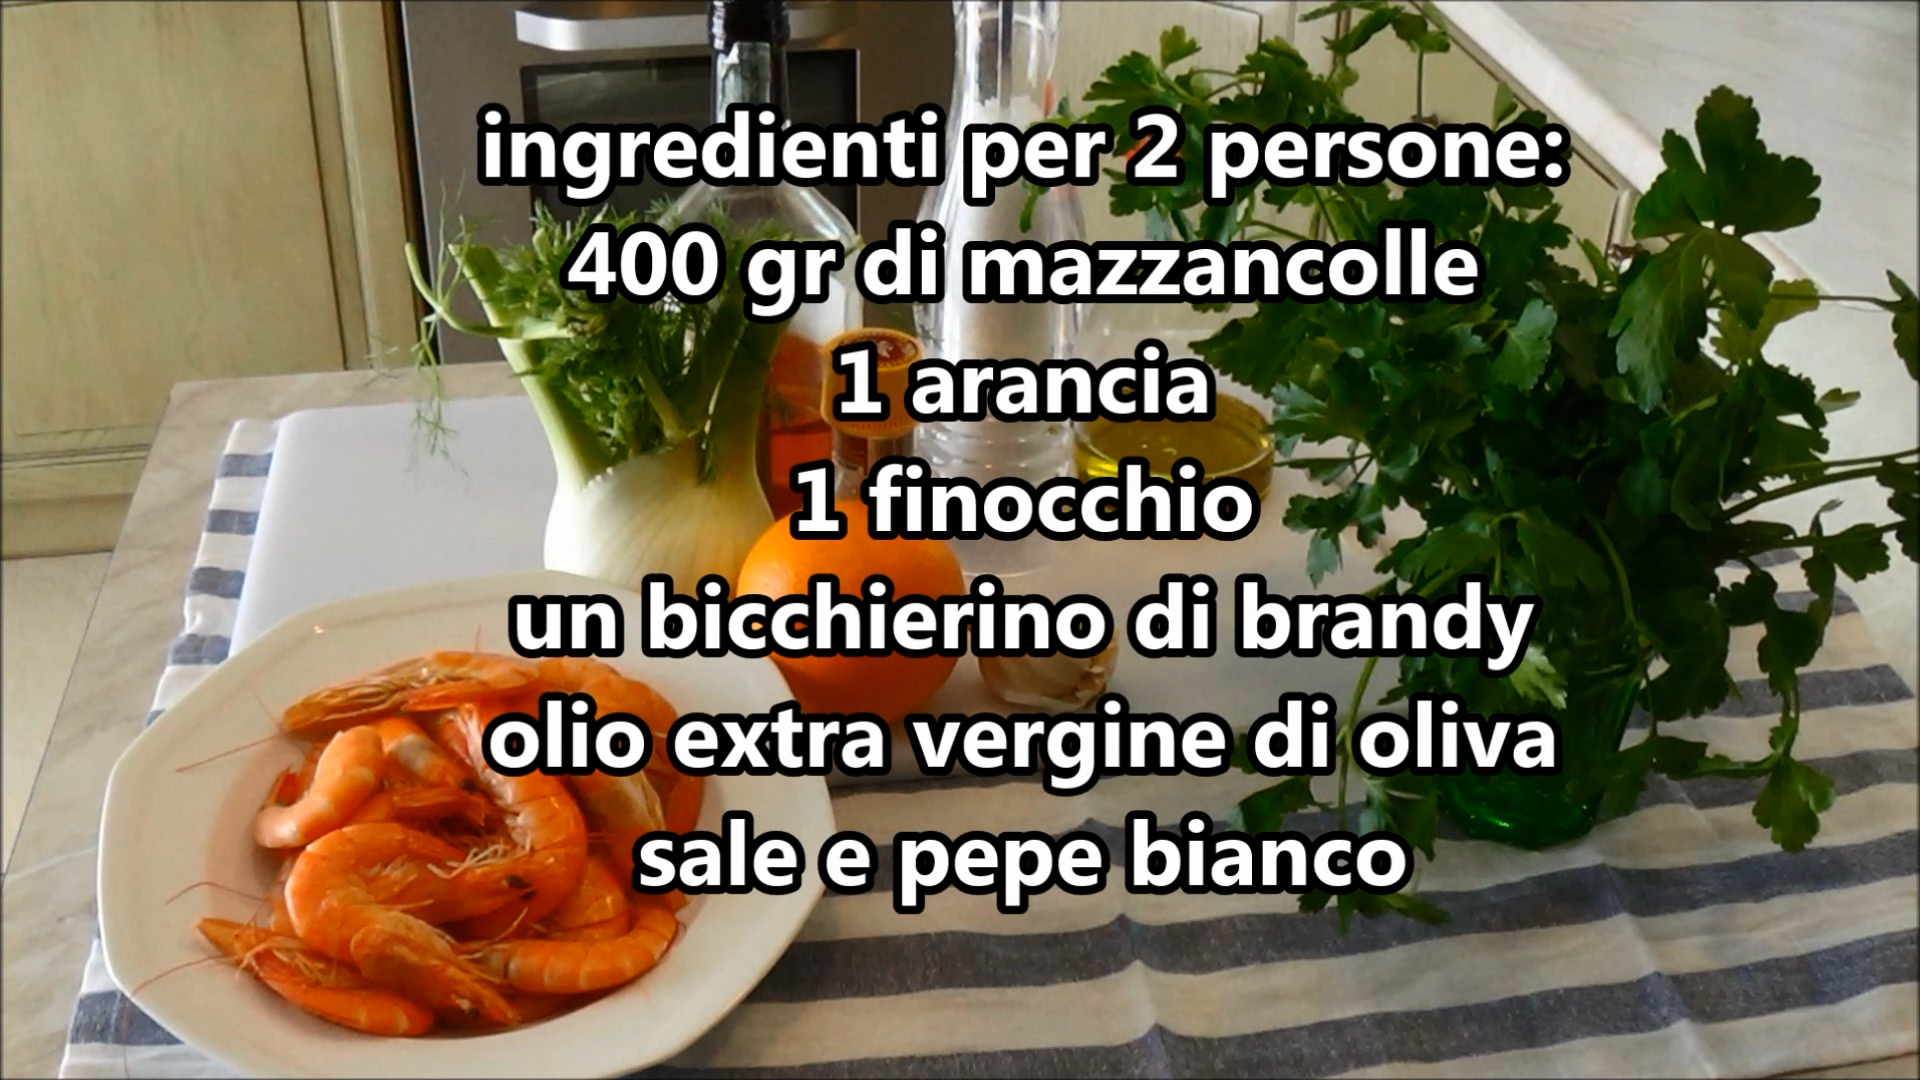 ingredienti per 2 persone:
400 gr di mazzancolle
1 arancia
1 finocchio
un bicchierino di brandy
olio extra vergine di oliva
sale e pepe bianco